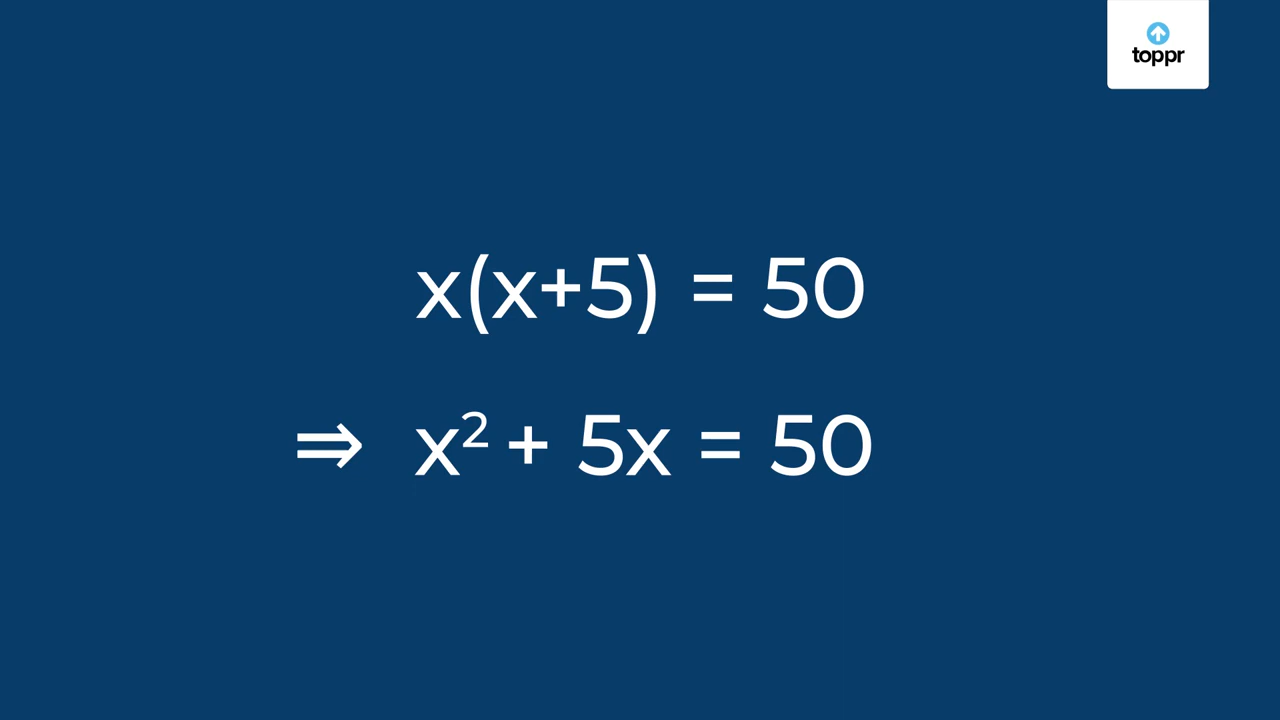 toppr
x(x+5) = 50
⇒ x² + 5x = 50